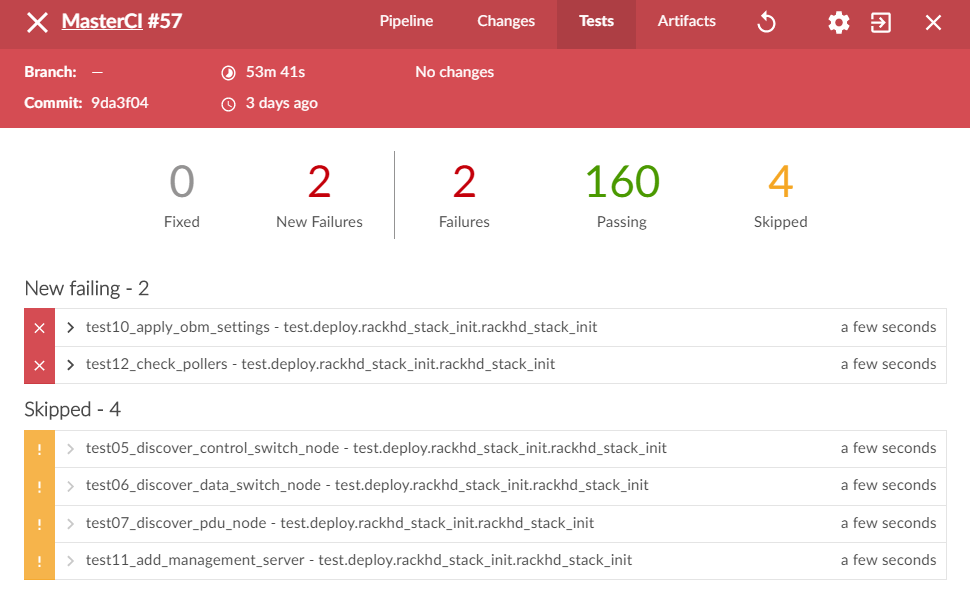 MasterCI #57 Pipeline Changes Tests Artifacts
Branch: — 53m 41s No changes
Commit: 9da3f04 3 days ago
0 2 2 160 4
Fixed New Failures Failures Passing Skipped
New failing - 2
test10_apply_obm_settings - test.deploy.rackhd_stack_init.rackhd_stack_init a few seconds
test12_check_pollers - test.deploy.rackhd_stack_init.rackhd_stack_init a few seconds
Skipped - 4
! test05_discover_control_switch_node - test.deploy.rackhd_stack_init.rackhd_stack_init a few seconds
! test06_discover_data_switch_node - test.deploy.rackhd_stack_init.rackhd_stack_init a few seconds
! test07_discover_pdu_node - test.deploy.rackhd_stack_init.rackhd_stack_init a few seconds
! test11_add_management_server - test.deploy.rackhd_stack_init.rackhd_stack_init a few seconds